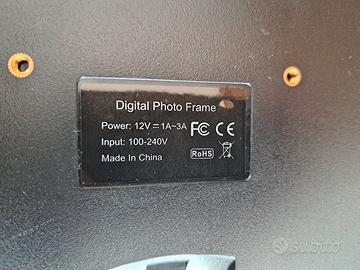 Digital Photo Frame
Power: 12V⎓1A~3A FC CE
Input: 100-240V
Made In China RoHS
subito